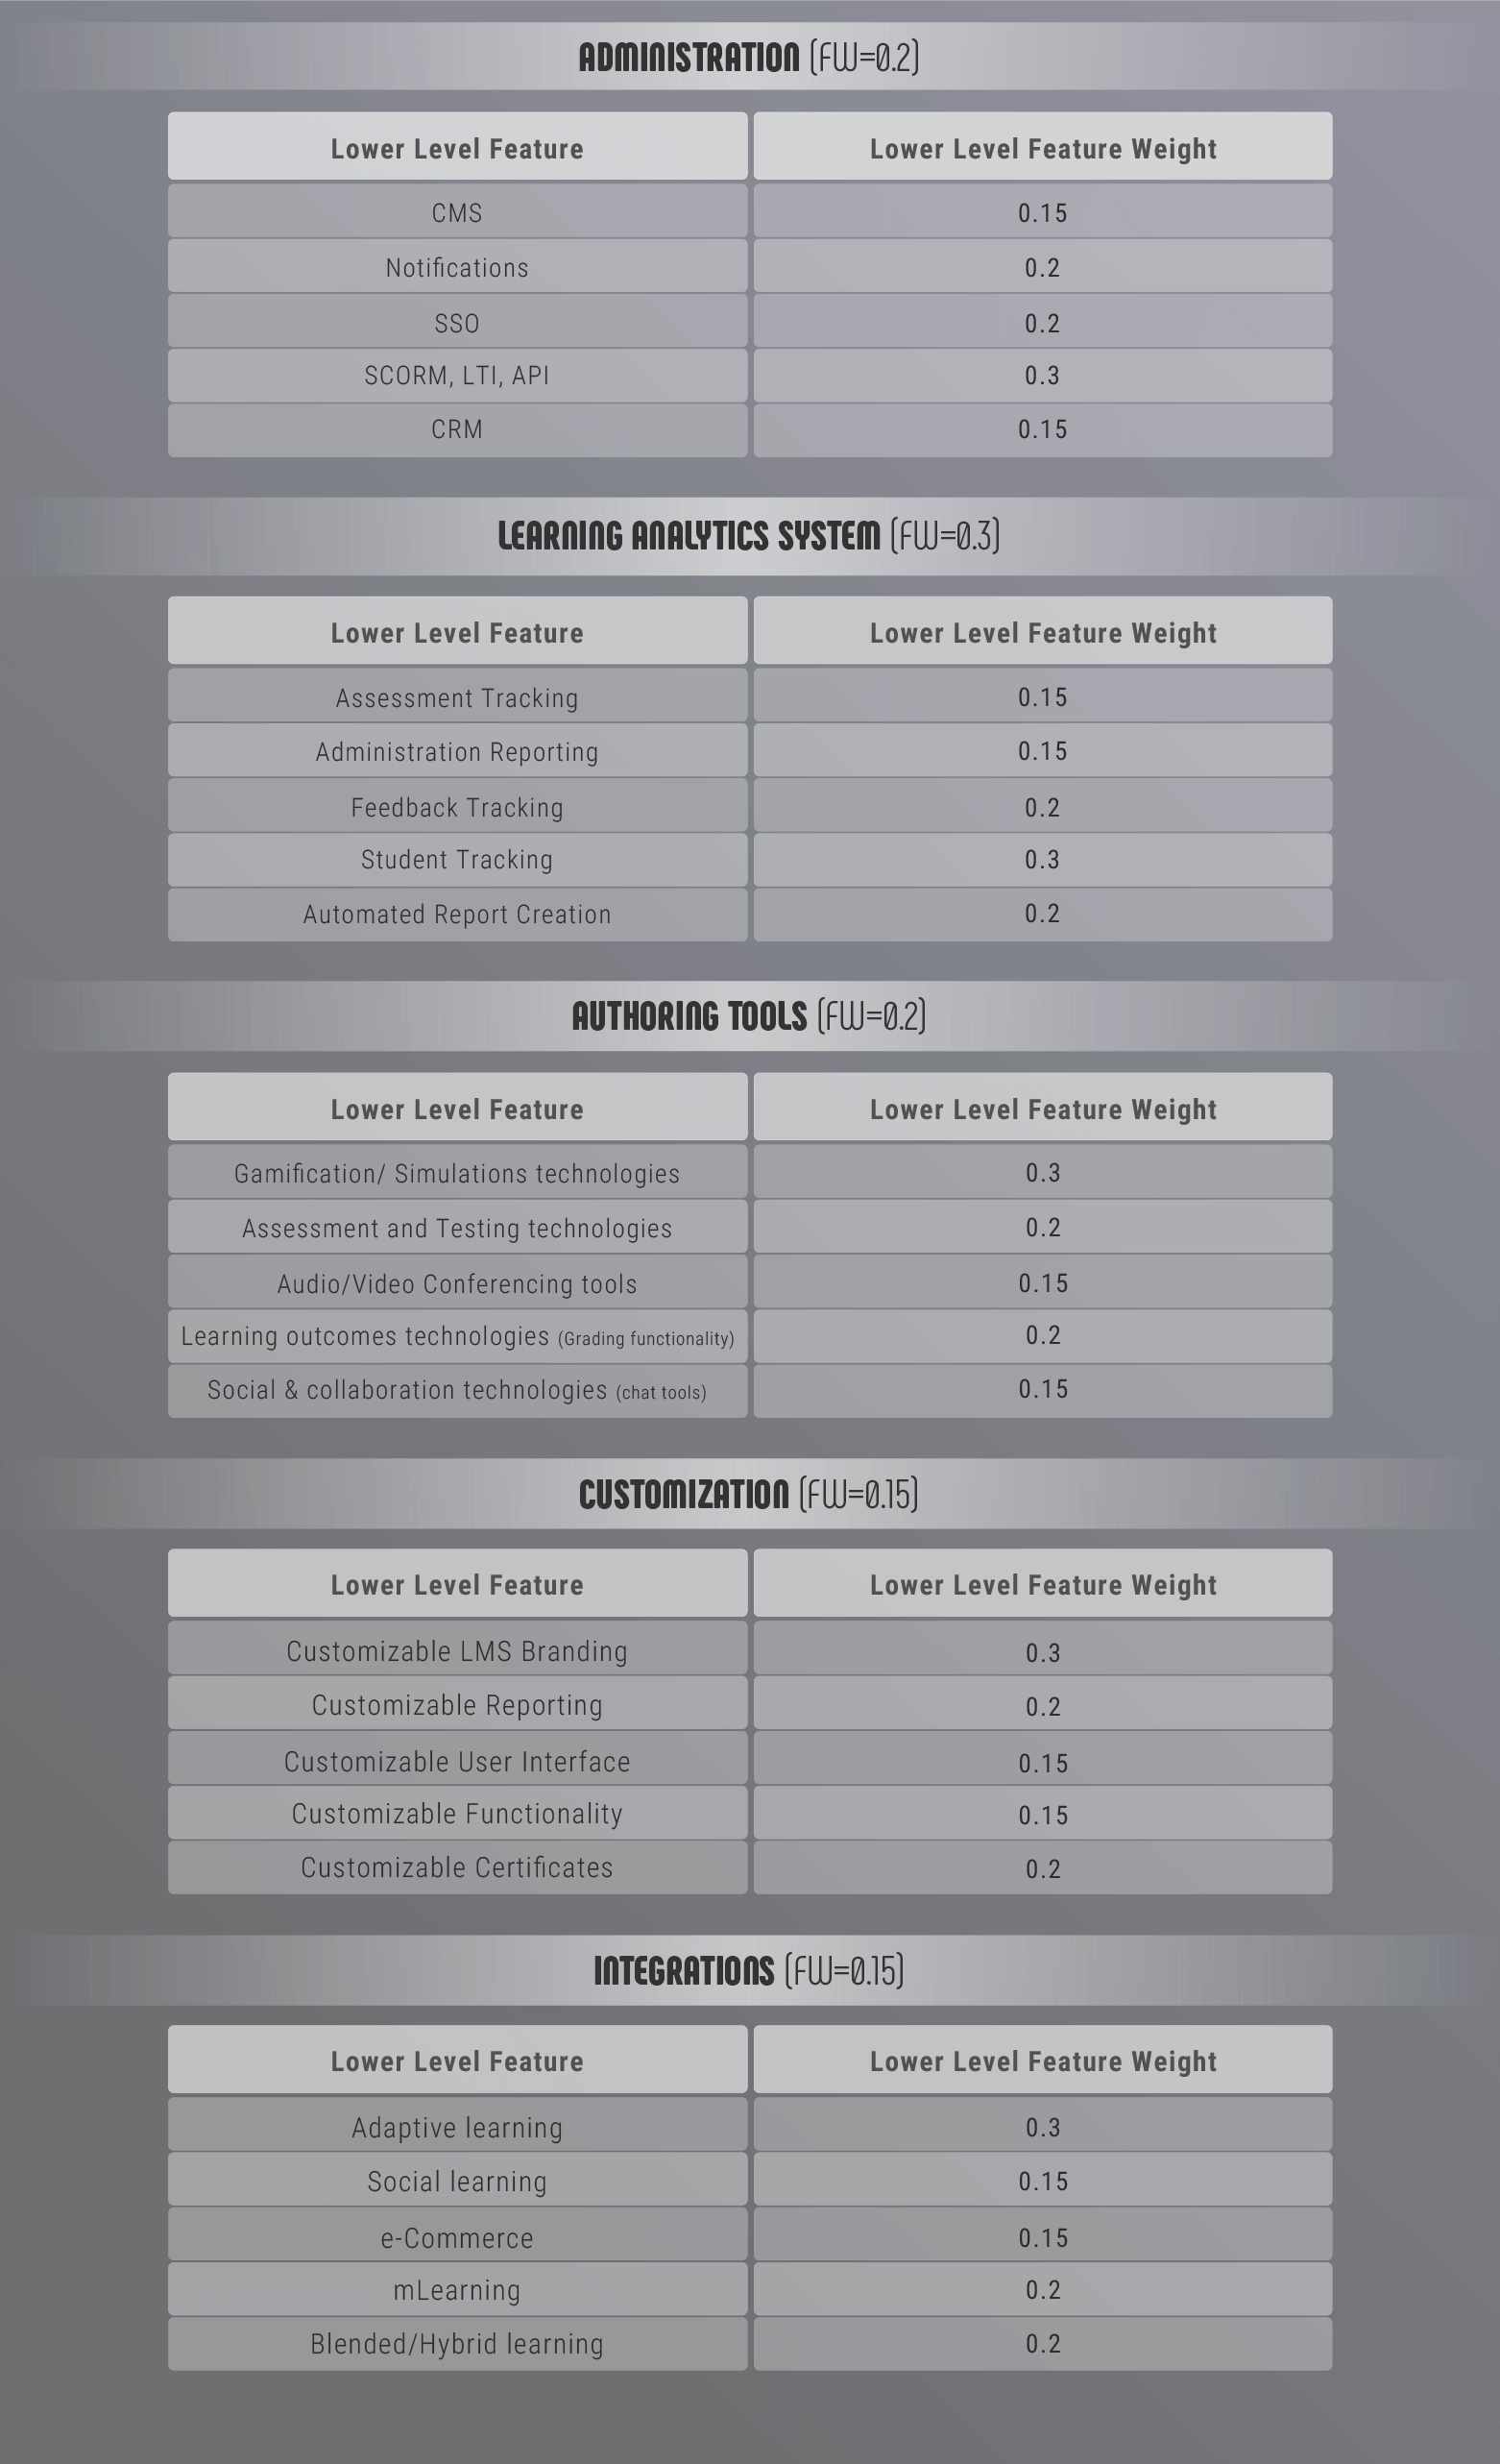 ADMINISTRATION (FW=0.2)
Lower Level Feature Lower Level Feature Weight
CMS 0.15
Notifications 0.2
SSO 0.2
SCORM, LTI, API 0.3
CRM 0.15
LEARNING ANALYTICS SYSTEM (FW=0.3)
Lower Level Feature Lower Level Feature Weight
Assessment Tracking 0.15
Administration Reporting 0.15
Feedback Tracking 0.2
Student Tracking 0.3
Automated Report Creation 0.2
AUTHORING TOOLS (FW=0.2)
Lower Level Feature Lower Level Feature Weight
Gamification/ Simulations technologies 0.3
Assessment and Testing technologies 0.2
Audio/Video Conferencing tools 0.15
Learning outcomes technologies (Grading functionality) 0.2
Social & collaboration technologies (chat tools) 0.15
CUSTOMIZATION (FW=0.15)
Lower Level Feature Lower Level Feature Weight
Customizable LMS Branding 0.3
Customizable Reporting 0.2
Customizable User Interface 0.15
Customizable Functionality 0.15
Customizable Certificates 0.2
INTEGRATIONS (FW=0.15)
Lower Level Feature Lower Level Feature Weight
Adaptive learning 0.3
Social learning 0.15
e-Commerce 0.15
mLearning 0.2
Blended/Hybrid learning 0.2